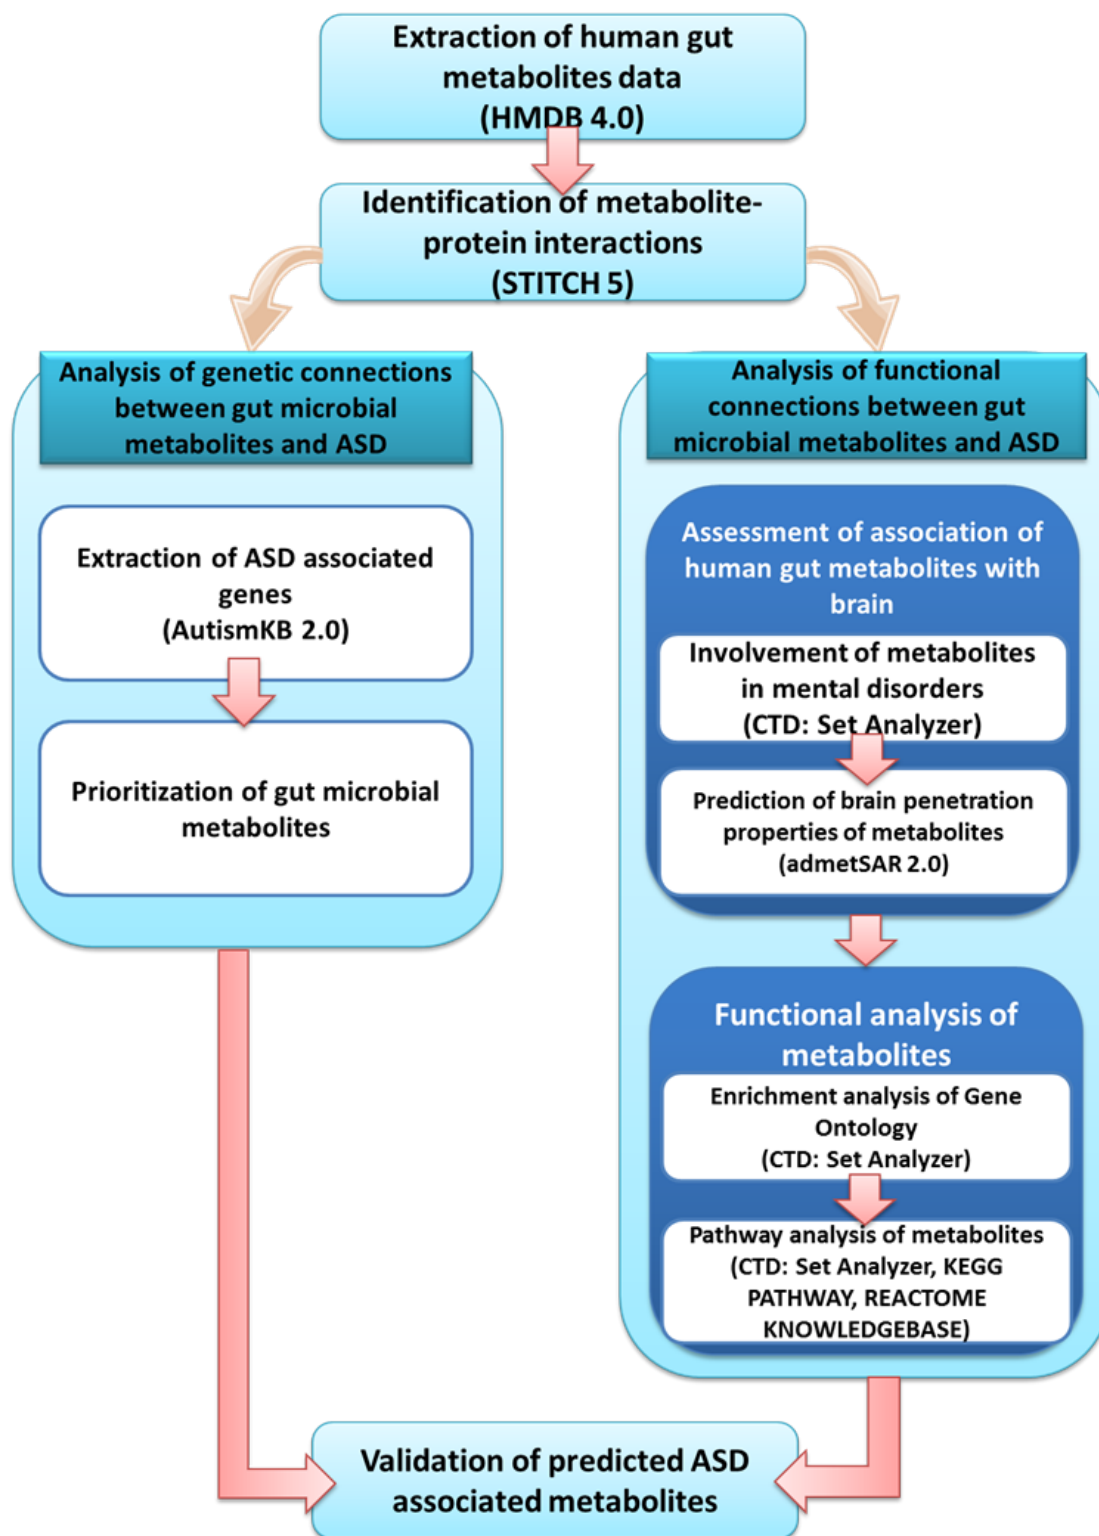 Extraction of human gut
metabolites data
(HMDB 4.0)
Identification of metabolite-
protein interactions
(STITCH 5)
Analysis of genetic connections
between gut microbial
metabolites and ASD
Extraction of ASD associated
genes
(AutismKB 2.0)
Prioritization of gut microbial
metabolites
Analysis of functional
connections between gut
microbial metabolites and ASD
Assessment of association of
human gut metabolites with
brain
Involvement of metabolites
in mental disorders
(CTD: Set Analyzer)
Prediction of brain penetration
properties of metabolites
(admetSAR 2.0)
Functional analysis of
metabolites
Enrichment analysis of Gene
Ontology
(CTD: Set Analyzer)
Pathway analysis of metabolites
(CTD: Set Analyzer, KEGG
PATHWAY, REACTOME
KNOWLEDGEBASE)
Validation of predicted ASD
associated metabolites